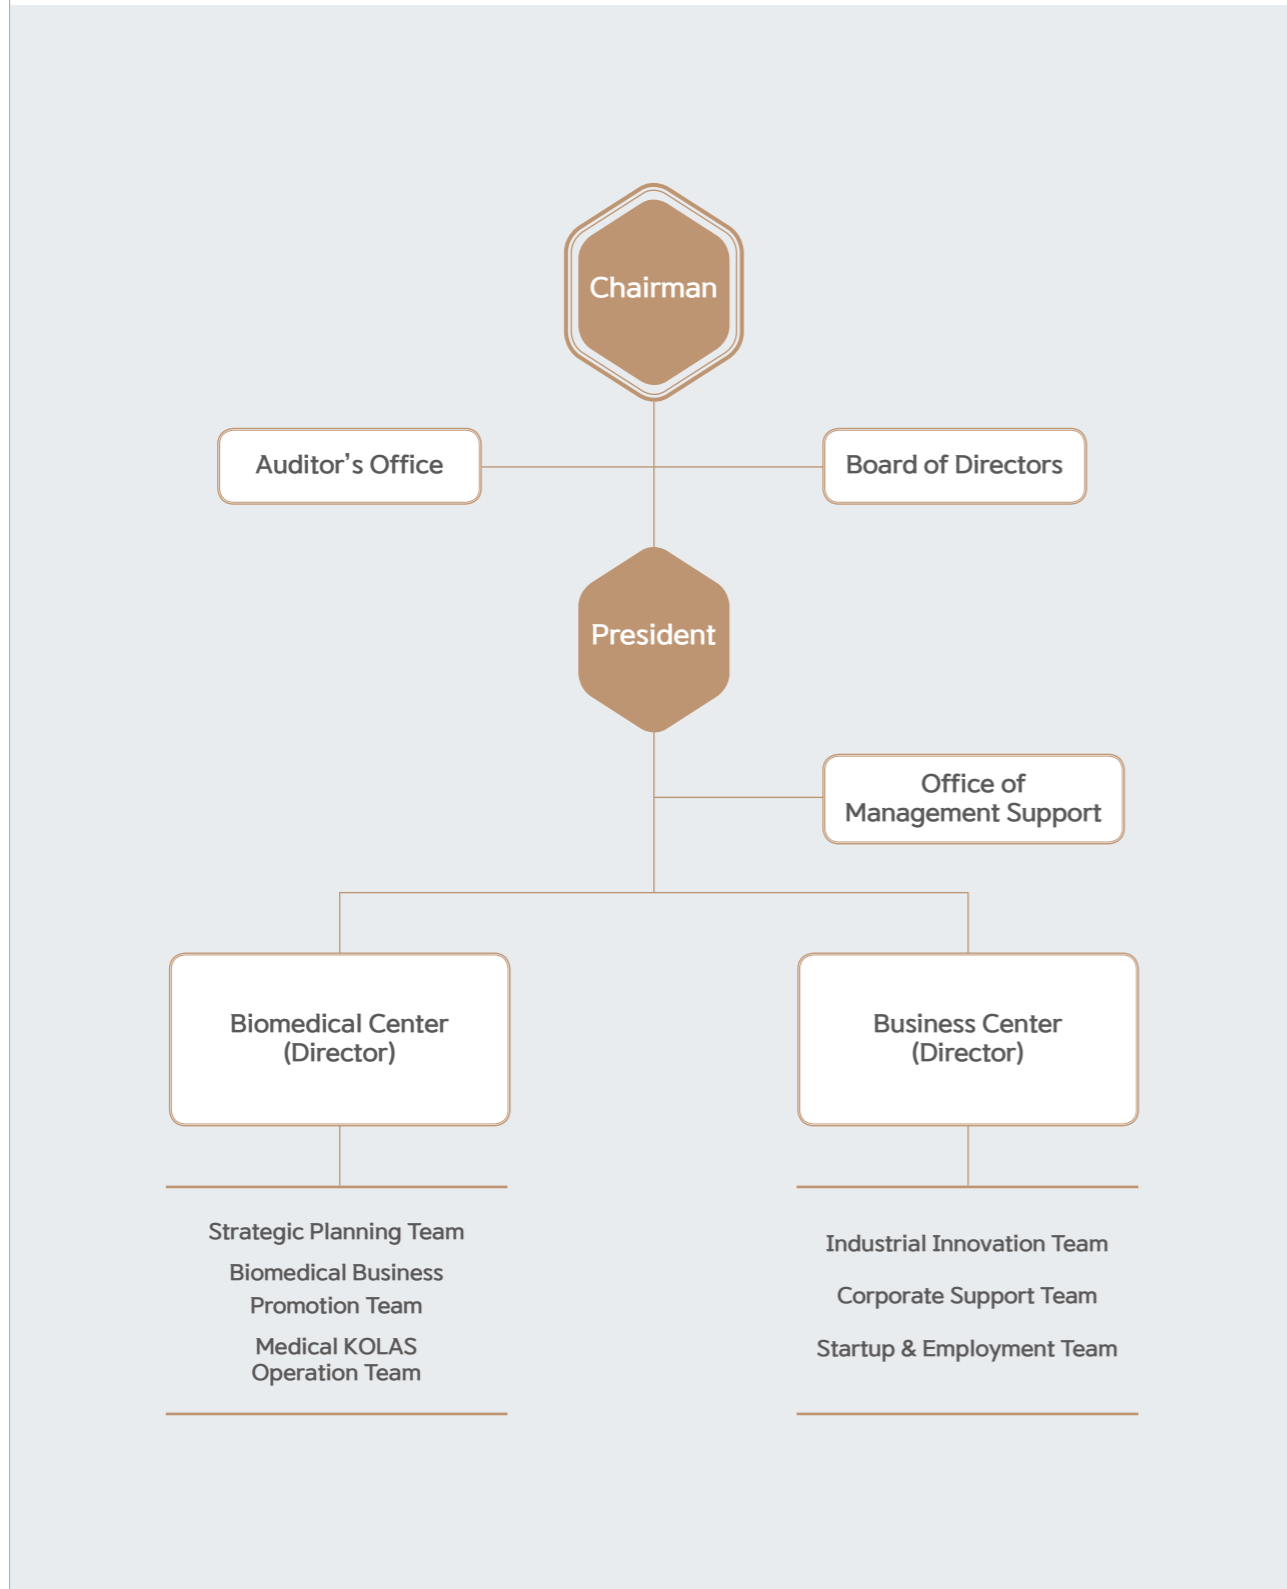 Chairman
Auditor’s Office
Board of Directors
President
Office of
Management Support
Biomedical Center
(Director)
Business Center
(Director)
Strategic Planning Team
Biomedical Business
Promotion Team
Medical KOLAS
Operation Team
Industrial Innovation Team
Corporate Support Team
Startup & Employment Team